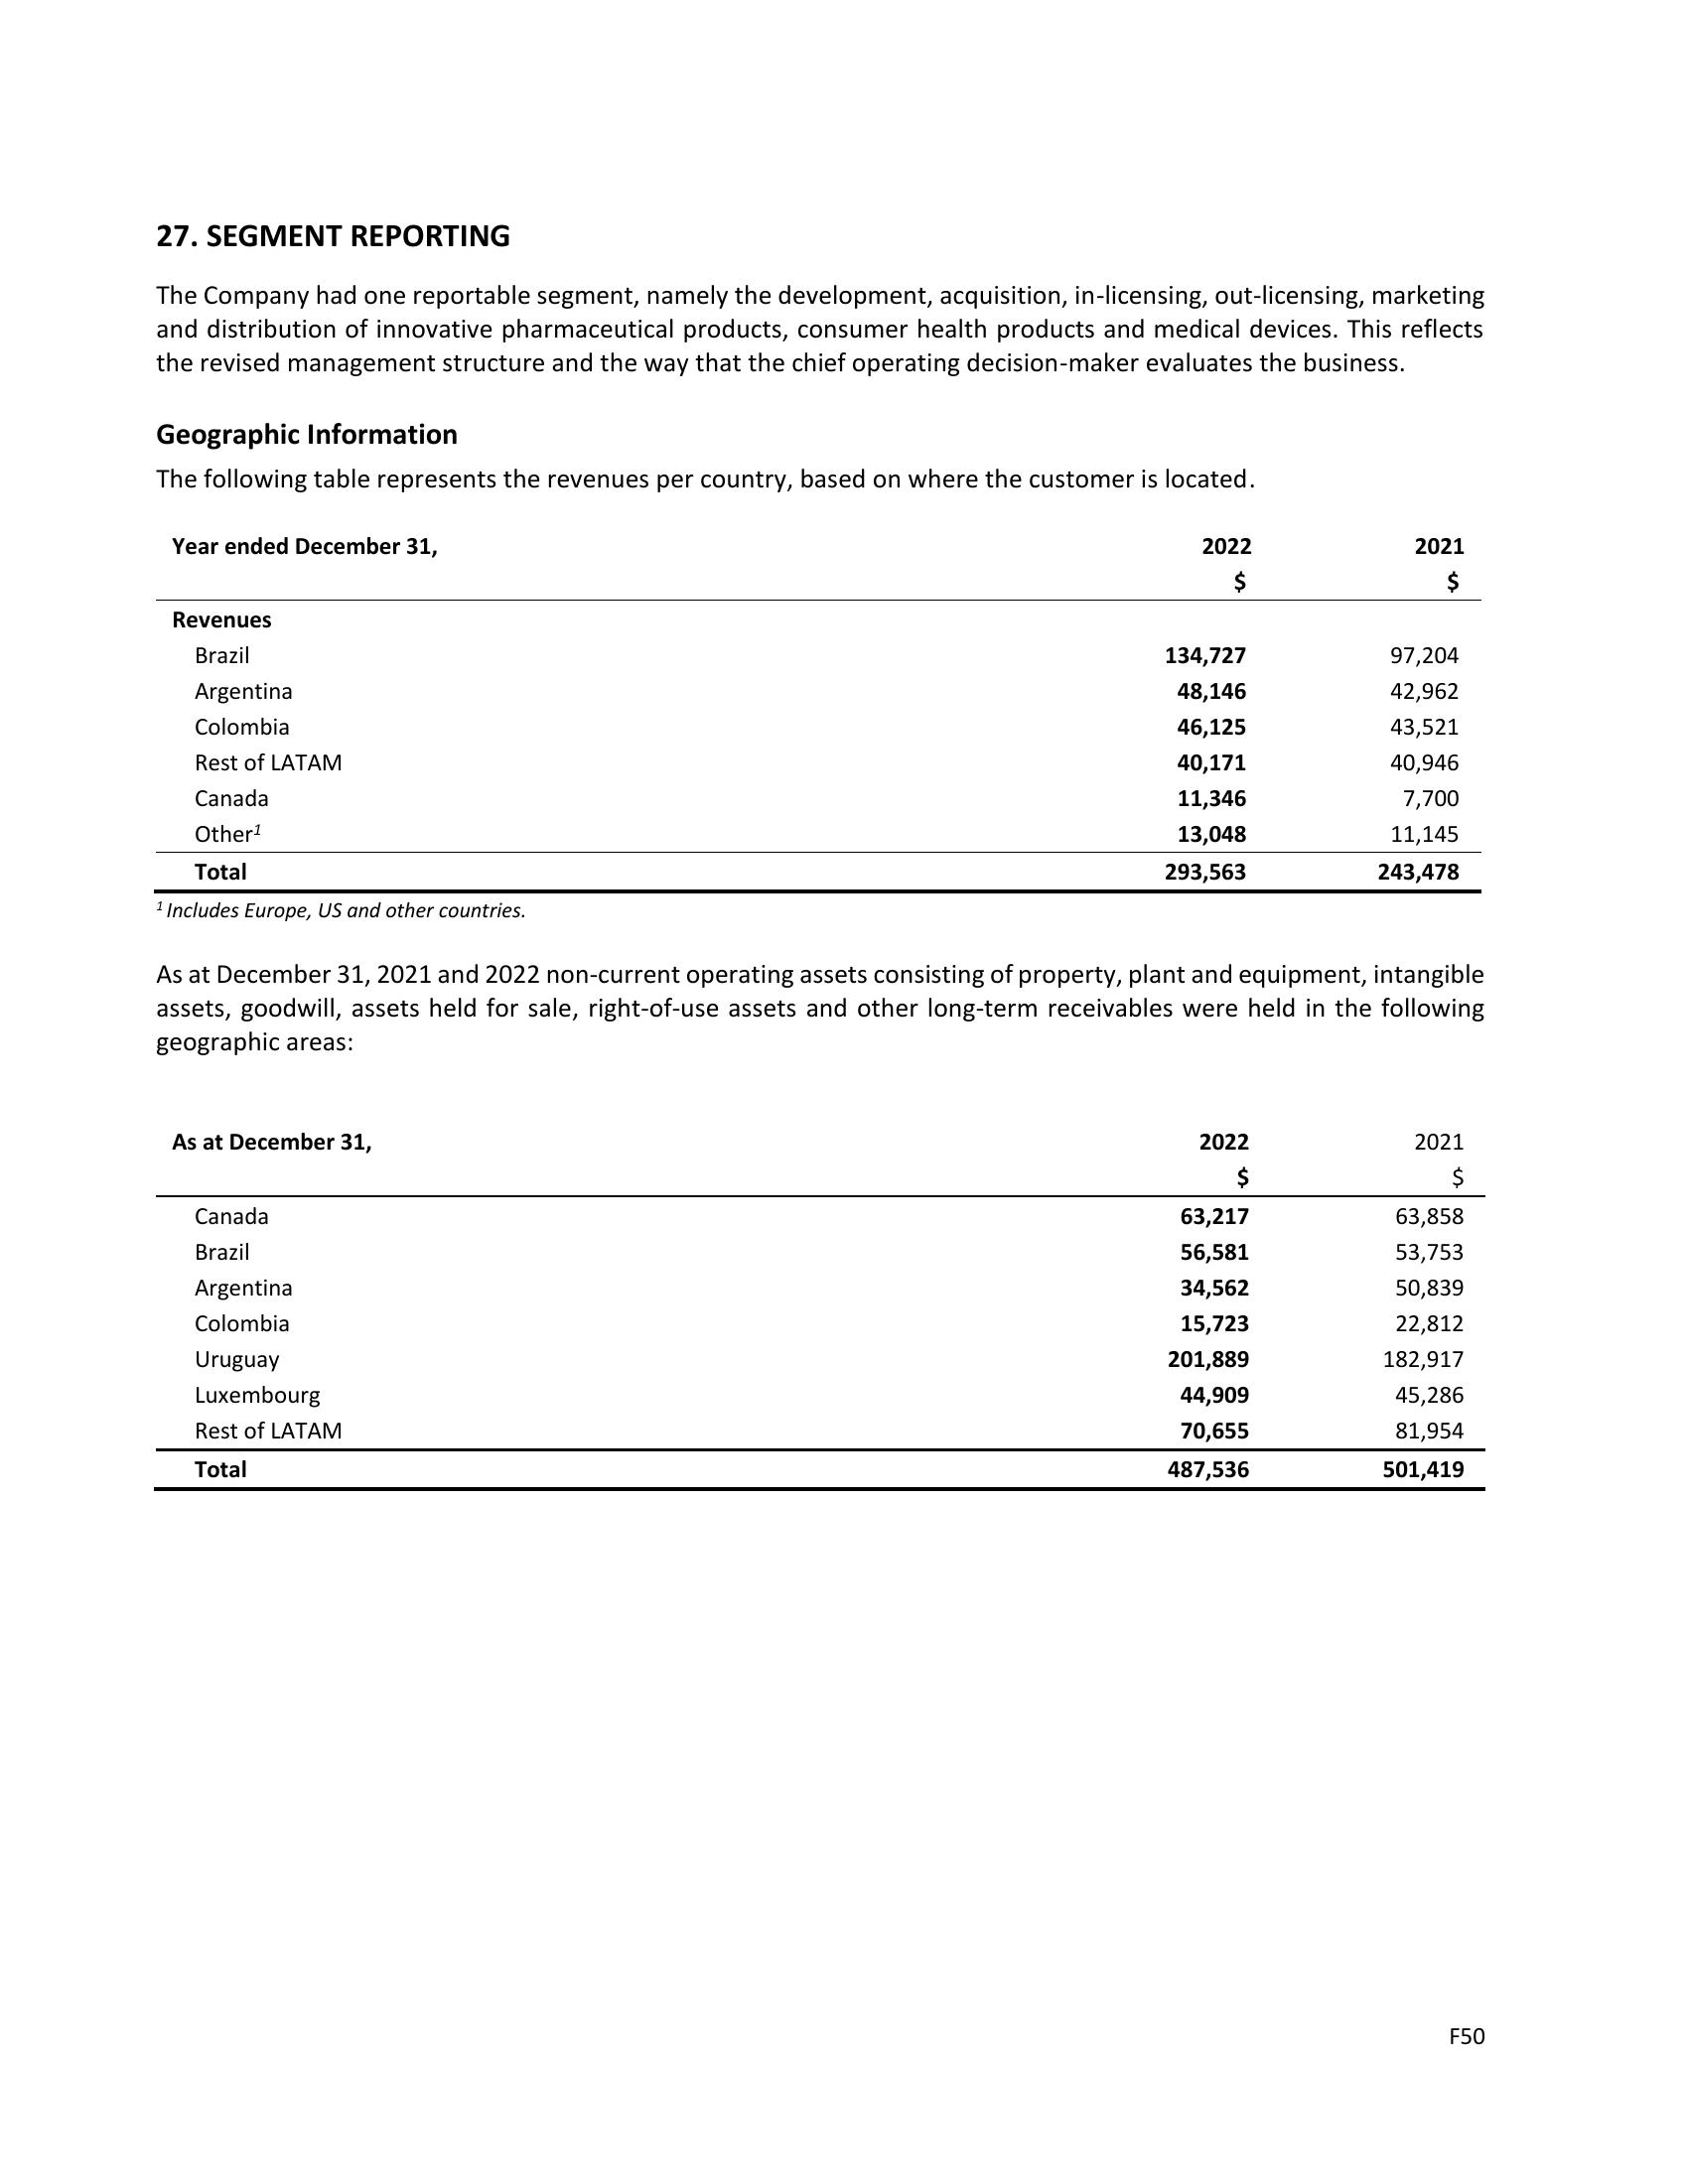 27. SEGMENT REPORTING
The Company had one reportable segment, namely the development, acquisition, in-licensing, out-licensing, marketing
and distribution of innovative pharmaceutical products, consumer health products and medical devices. This reflects
the revised management structure and the way that the chief operating decision-maker evaluates the business.
Geographic Information
The following table represents the revenues per country, based on where the customer is located.
Year ended December 31, 2022 2021
$ $
Revenues
Brazil 134,727 97,204
Argentina 48,146 42,962
Colombia 46,125 43,521
Rest of LATAM 40,171 40,946
Canada 11,346 7,700
Other¹ 13,048 11,145
Total 293,563 243,478
¹ Includes Europe, US and other countries.
As at December 31, 2021 and 2022 non-current operating assets consisting of property, plant and equipment, intangible
assets, goodwill, assets held for sale, right-of-use assets and other long-term receivables were held in the following
geographic areas:
As at December 31, 2022 2021
$ $
Canada 63,217 63,858
Brazil 56,581 53,753
Argentina 34,562 50,839
Colombia 15,723 22,812
Uruguay 201,889 182,917
Luxembourg 44,909 45,286
Rest of LATAM 70,655 81,954
Total 487,536 501,419
F50